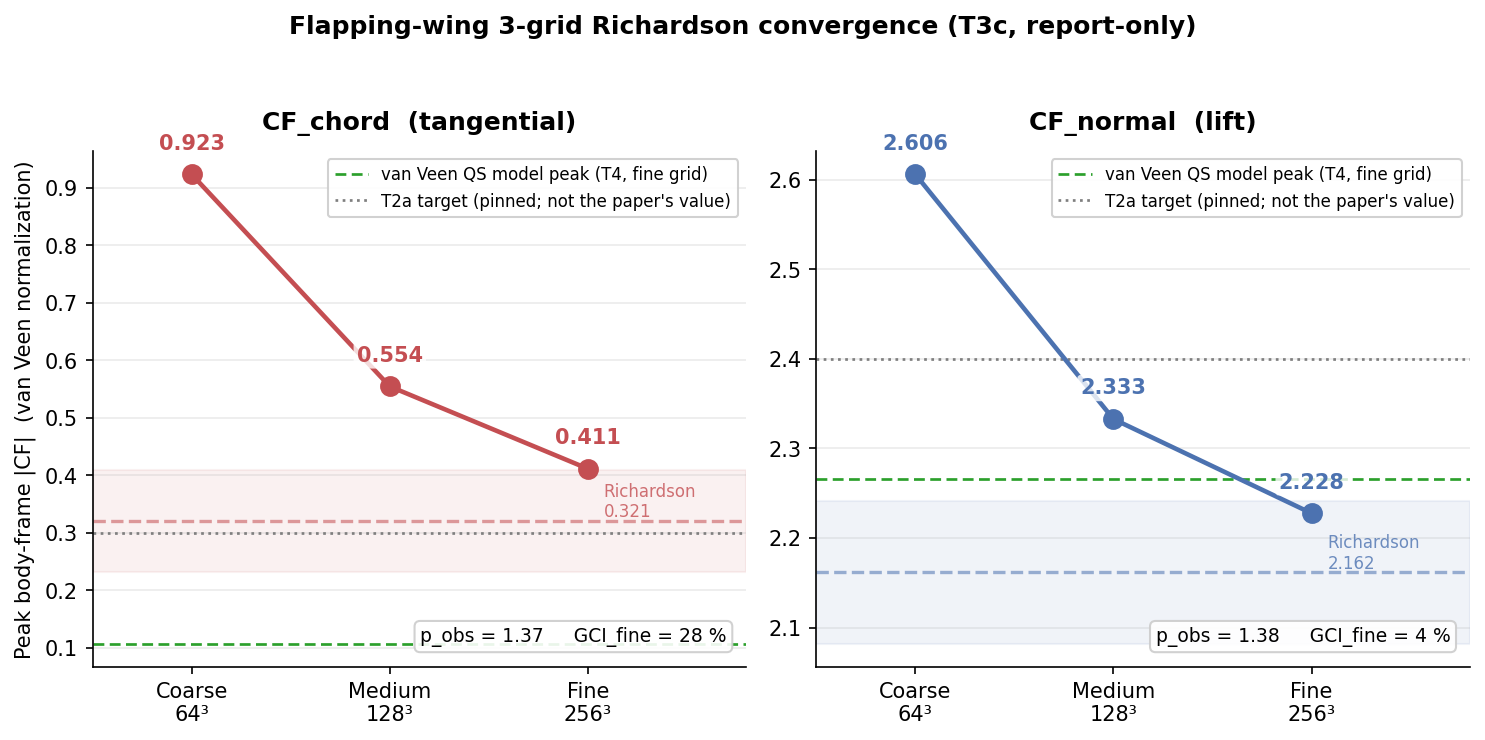 Flapping-wing 3-grid Richardson convergence (T3c, report-only)
CF_chord (tangential)
Peak body-frame |CF| (van Veen normalization)
0.9
0.8
0.7
0.6
0.5
0.4
0.3
0.2
0.1
0.923
0.554
0.411
van Veen QS model peak (T4, fine grid)
T2a target (pinned; not the paper's value)
Richardson
0.321
p_obs = 1.37 GCI_fine = 28 %
Coarse
64³
Medium
128³
Fine
256³
CF_normal (lift)
2.6
2.5
2.4
2.3
2.2
2.1
2.606
2.333
2.228
van Veen QS model peak (T4, fine grid)
T2a target (pinned; not the paper's value)
Richardson
2.162
p_obs = 1.38 GCI_fine = 4 %
Coarse
64³
Medium
128³
Fine
256³